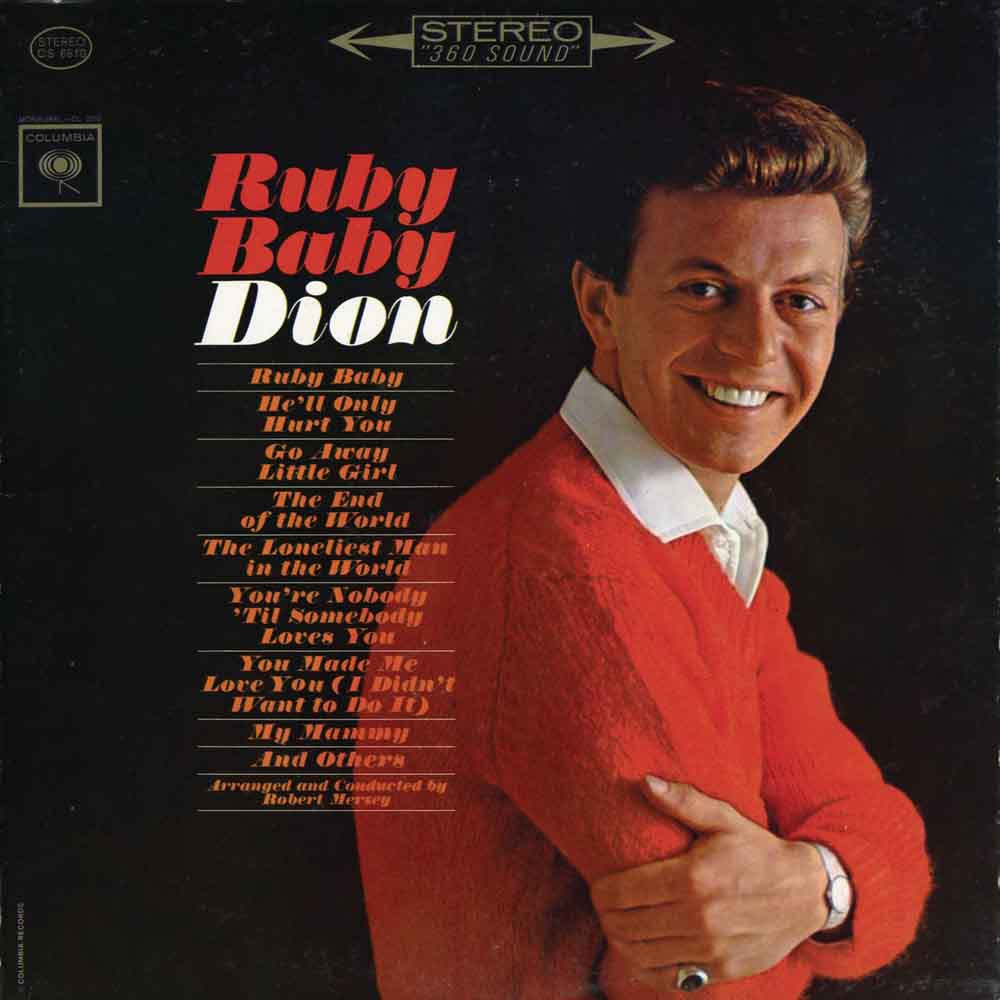 STEREO
"360 SOUND"
STEREO
CS 8810
COLUMBIA
Ruby
Baby
Dion
Ruby Baby
He'll Only
Hurt You
Go Away
Little Girl
The End
of the World
The Loneliest Man
in the World
You're Nobody
'Til Somebody
Loves You
You Made Me
Love You (I Didn't
Want to Do It)
My Mammy
And Others
Arranged and Conducted by
Robert Mersey
© COLUMBIA RECORDS